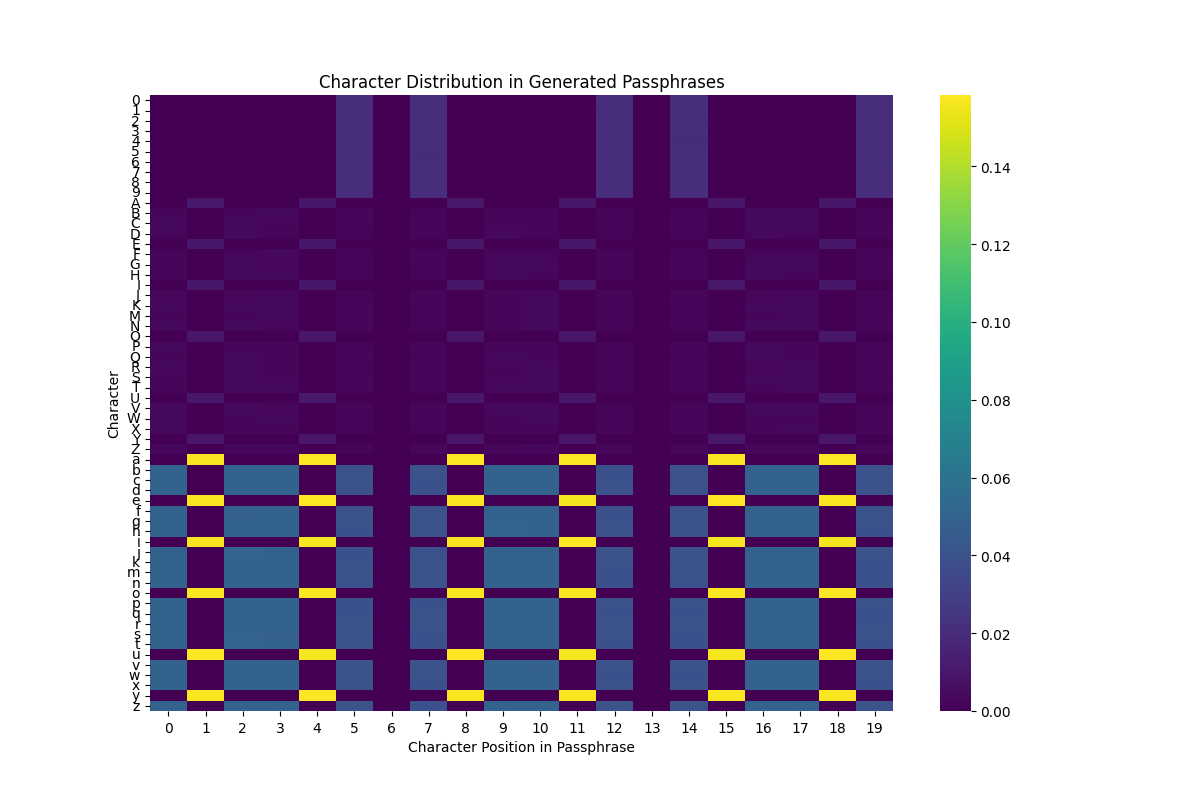 Character Distribution in Generated Passphrases
Character
0
1
2
3
4
5
6
7
8
9
A
B
C
D
E
F
G
H
I
J
K
M
N
O
P
Q
R
S
T
U
V
W
X
Y
Z
a
b
c
d
e
f
g
h
i
j
k
m
n
o
p
q
r
s
t
u
v
w
x
y
z
0 1 2 3 4 5 6 7 8 9 10 11 12 13 14 15 16 17 18 19
Character Position in Passphrase
0.14
0.12
0.10
0.08
0.06
0.04
0.02
0.00